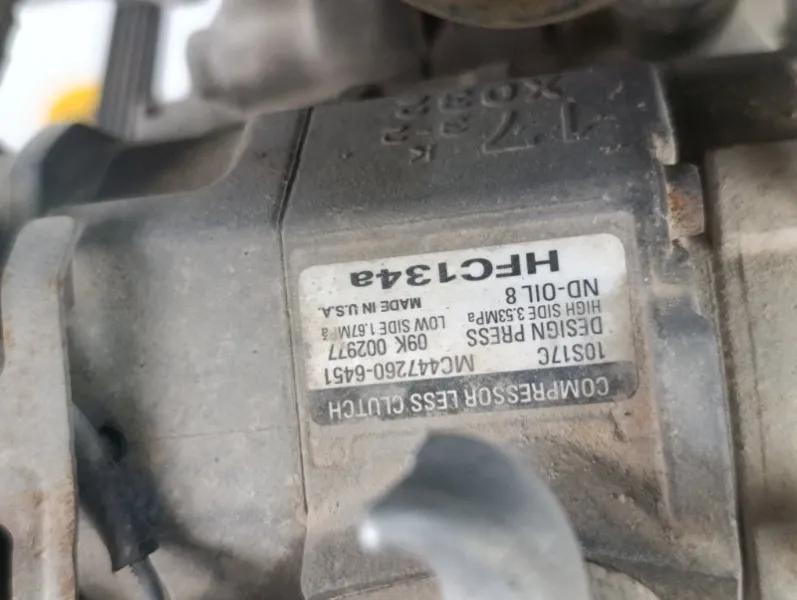 COMPRESSOR LESS CLUTCH
10S17C MC447260-6451
DESIGN PRESS 09K 002977
HIGH SIDE 3.53MPa LOW SIDE 1.67MPa
ND-OIL 8 MADE IN U.S.A.
HFC134a
K
X032